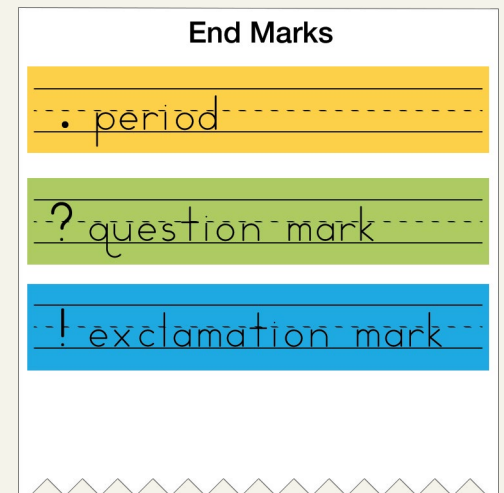 End Marks
. period
? question mark
! exclamation mark